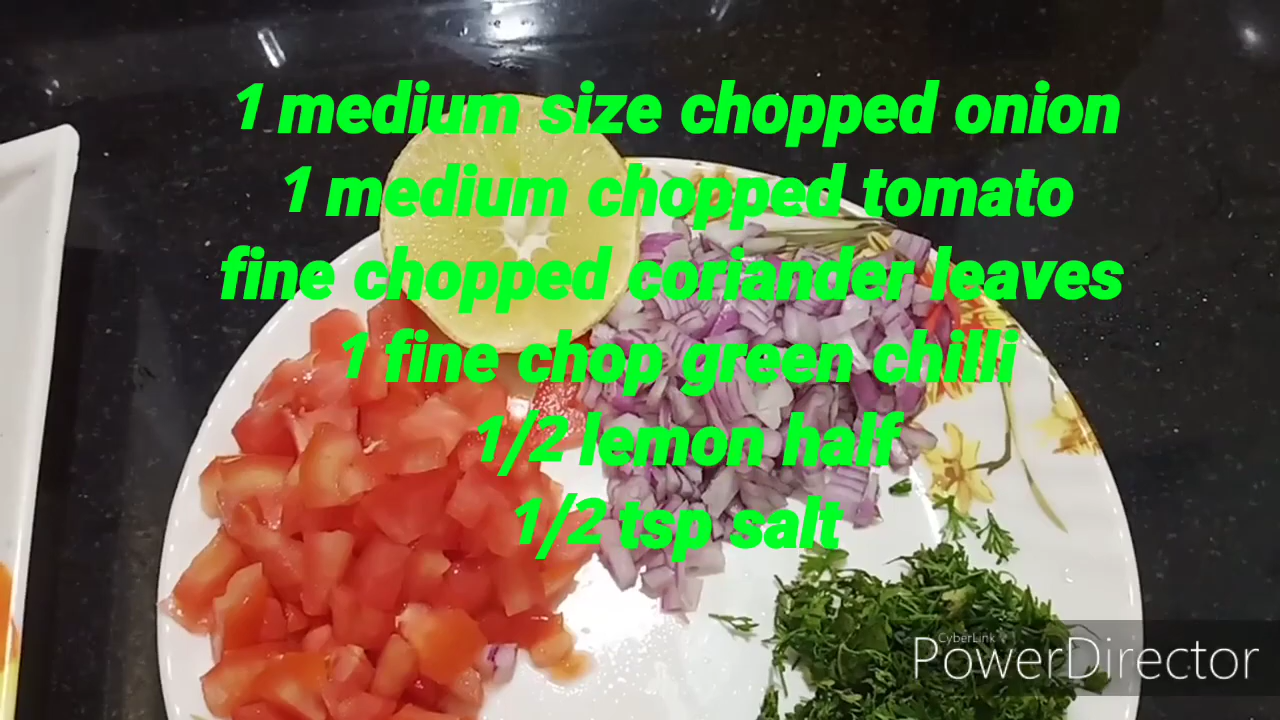 1 medium size chopped onion
1 medium chopped tomato
fine chopped coriander leaves
1 fine chop green chilli
1/2 lemon half
1/2 tsp salt
CyberLink
PowerDirector